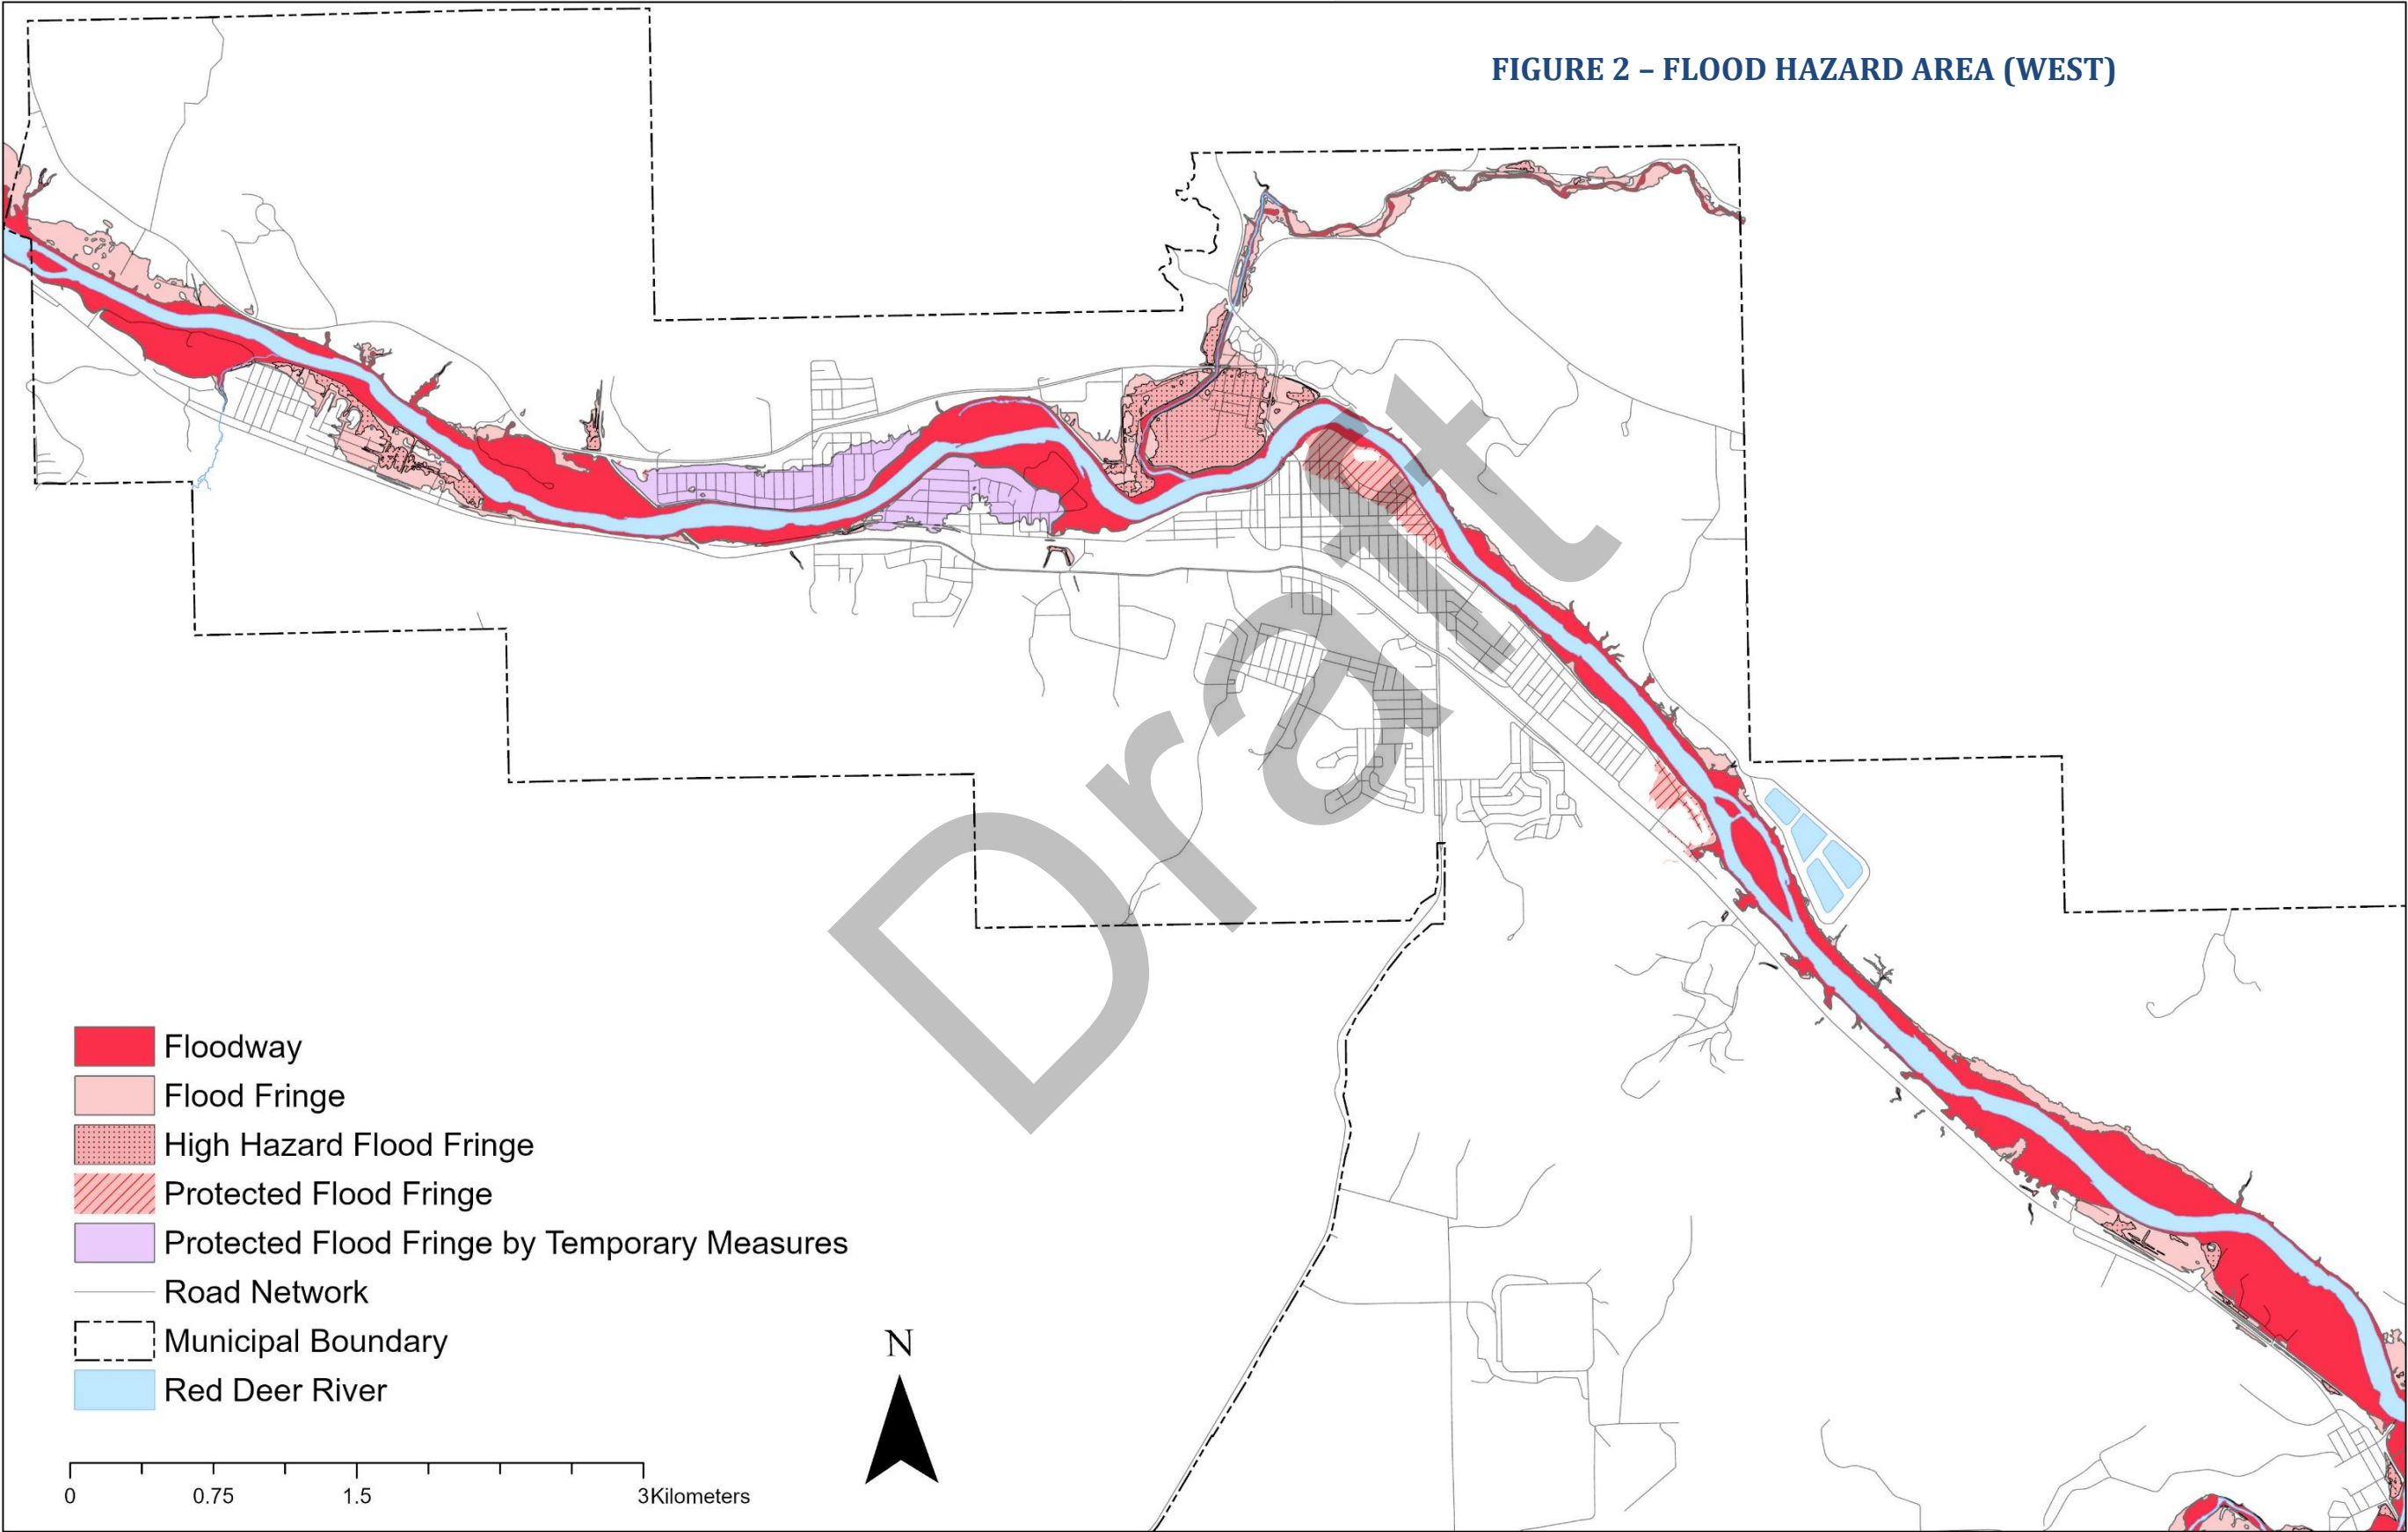 FIGURE 2 – FLOOD HAZARD AREA (WEST)
Draft
Floodway
Flood Fringe
High Hazard Flood Fringe
Protected Flood Fringe
Protected Flood Fringe by Temporary Measures
Road Network
Municipal Boundary
Red Deer River
N
0 0.75 1.5 3Kilometers